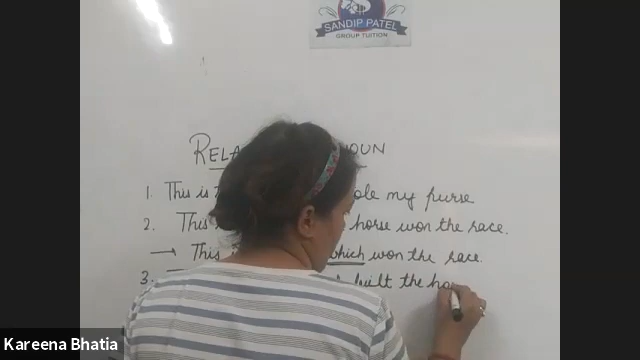 SANDIP PATEL
GROUP TUITION
RELA OUN
1. This is ole my purse
2. This horse won the race.
→ This which won the race.
3. built the ho
Kareena Bhatia